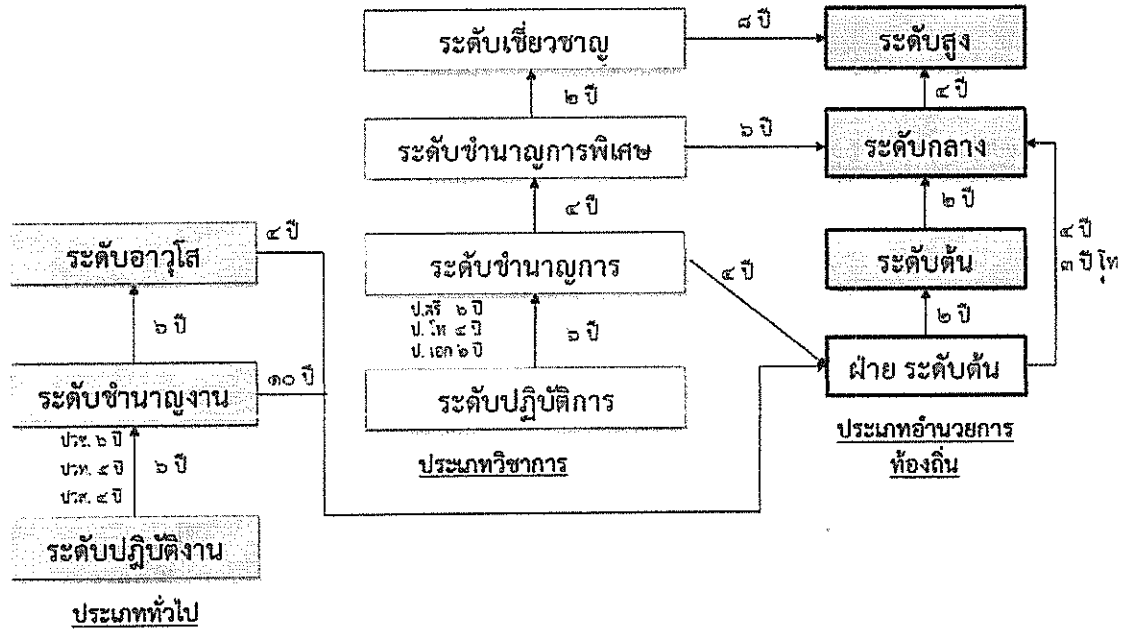 ระดับเชี่ยวชาญ
๘ ปี
ระดับสูง
๒ ปี
๔ ปี
ระดับชำนาญการพิเศษ
๖ ปี
ระดับกลาง
๔ ปี
๒ ปี
๔ ปี
๓ ปี โท
ระดับอาวุโส
๔ ปี
ระดับชำนาญการ
๔ ปี
ระดับต้น
๖ ปี
ป.ตรี ๖ ปี
ป.โท ๔ ปี
ป.เอก ๒ ปี
๖ ปี
๒ ปี
ระดับชำนาญงาน
๑๐ ปี
ระดับปฏิบัติการ
ฝ่าย ระดับต้น
ปวช. ๖ ปี
ปวท. ๕ ปี
ปวส. ๔ ปี
๖ ปี
ประเภทวิชาการ
ประเภทอำนวยการ
ท้องถิ่น
ระดับปฏิบัติงาน
ประเภททั่วไป